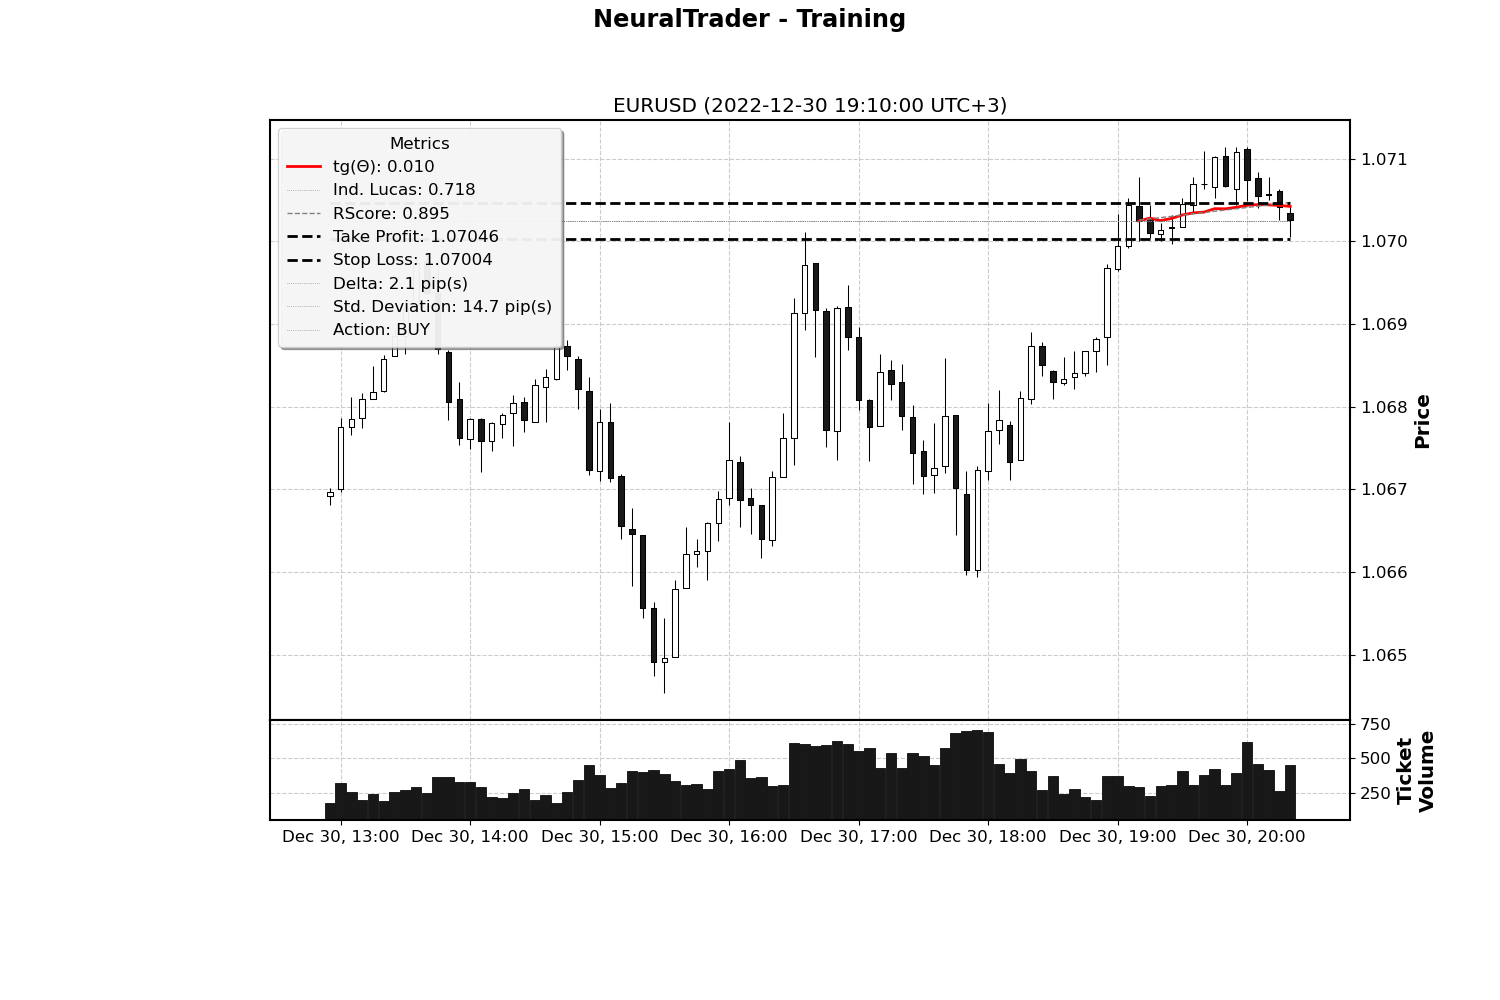 NeuralTrader - Training
EURUSD (2022-12-30 19:10:00 UTC+3)
Metrics
tg(Θ): 0.010
Ind. Lucas: 0.718
RScore: 0.895
Take Profit: 1.07046
Stop Loss: 1.07004
Delta: 2.1 pip(s)
Std. Deviation: 14.7 pip(s)
Action: BUY
1.071
1.070
1.069
1.068
1.067
1.066
1.065
Price
750
500
250
Ticket
Volume
Dec 30, 13:00 Dec 30, 14:00 Dec 30, 15:00 Dec 30, 16:00 Dec 30, 17:00 Dec 30, 18:00 Dec 30, 19:00 Dec 30, 20:00